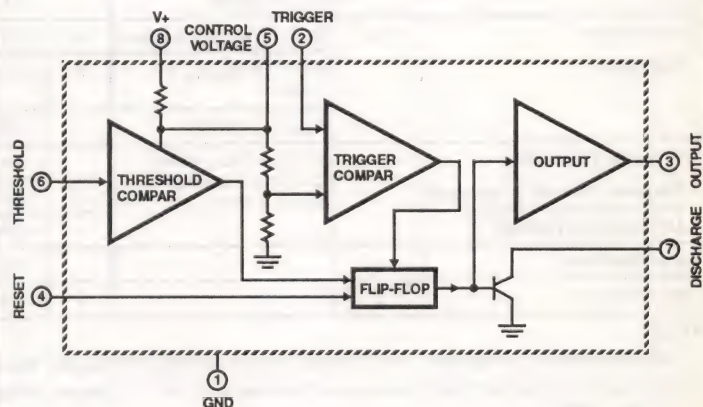 V+
8
CONTROL
VOLTAGE
5
TRIGGER
2
THRESHOLD
6
THRESHOLD
COMPAR
TRIGGER
COMPAR
OUTPUT
3
OUTPUT
7
DISCHARGE
RESET
4
FLIP-FLOP
1
GND